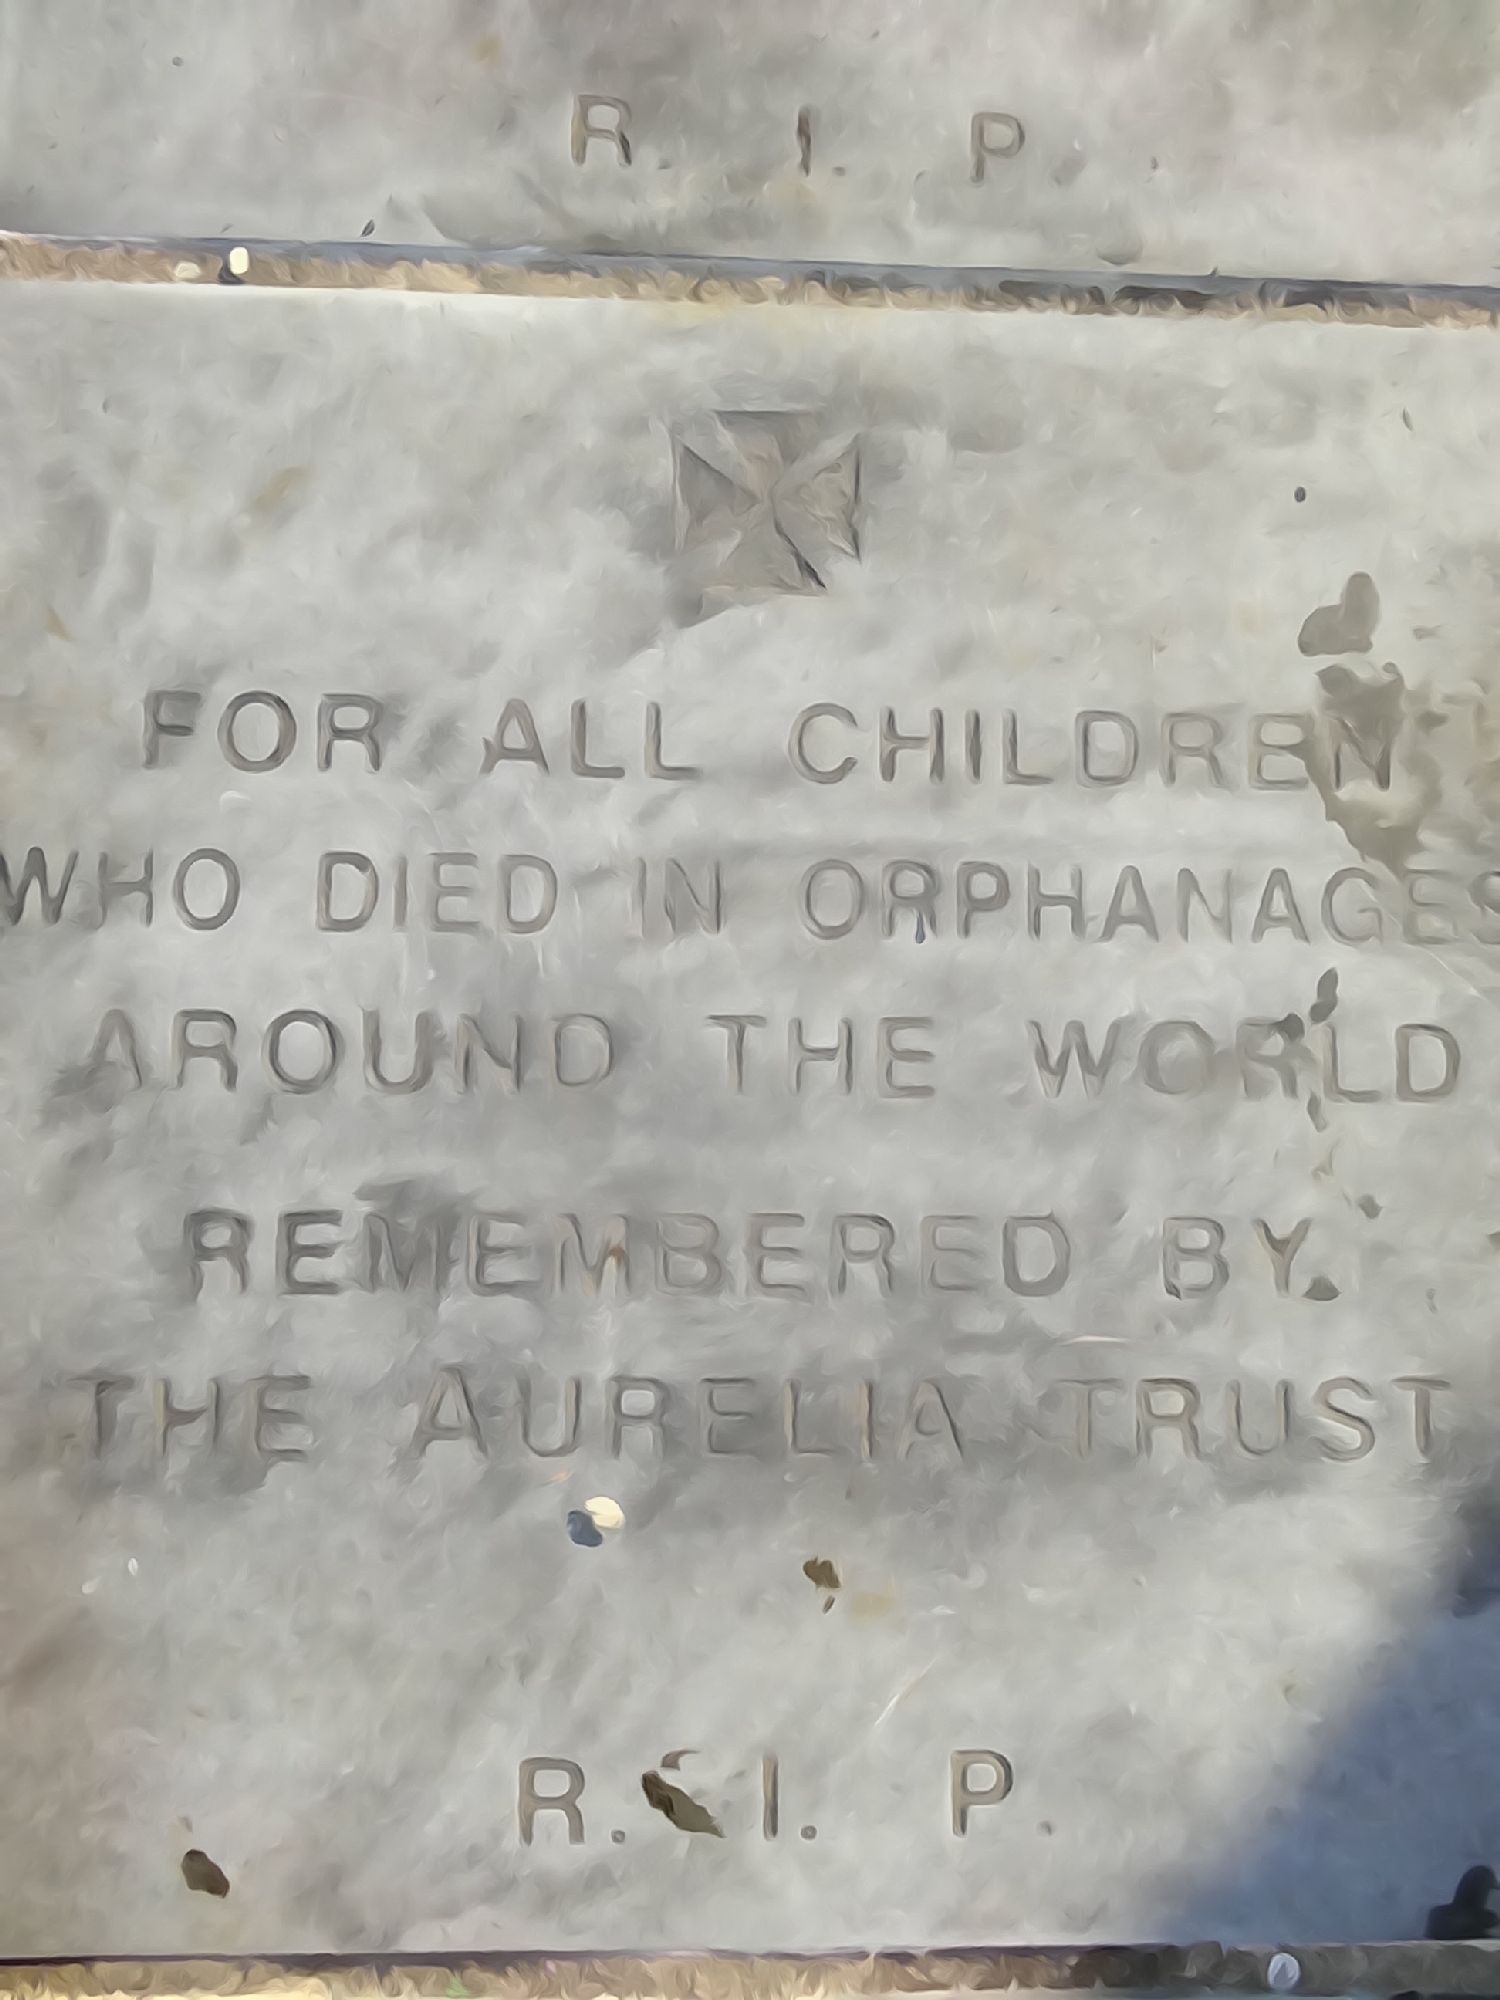 R. I. P.
FOR ALL CHILDREN
WHO DIED IN ORPHANAGES
AROUND THE WORLD
REMEMBERED BY
THE AURELIA TRUST
R. I. P.